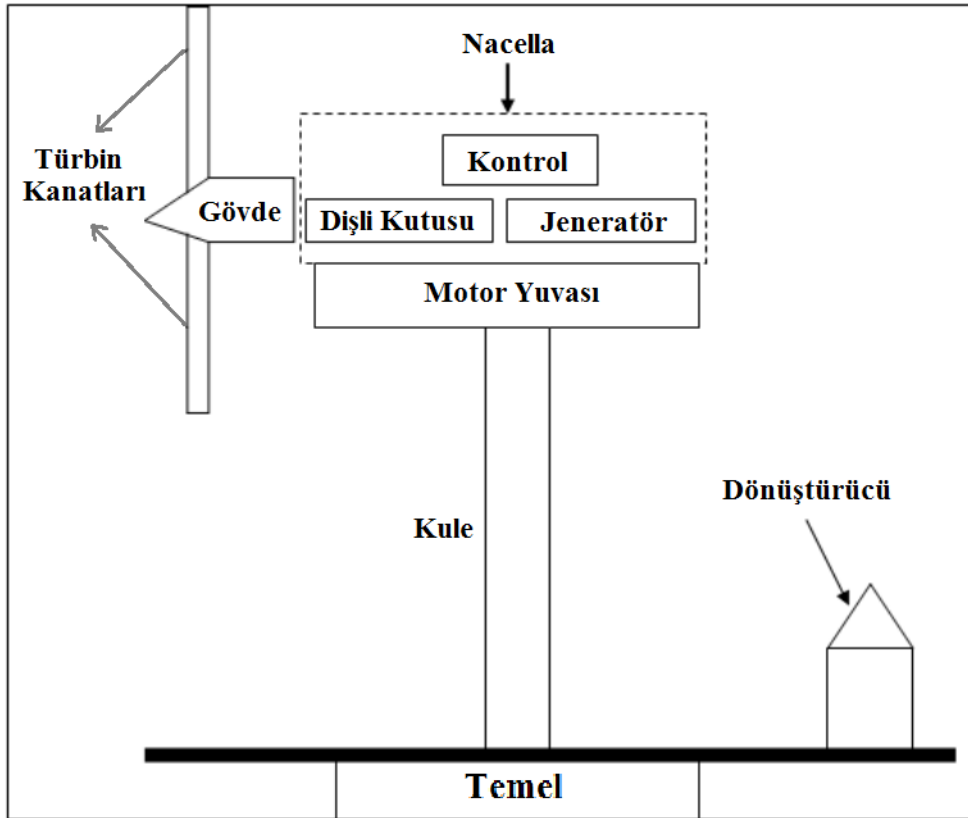 Nacella
Kontrol
Türbin
Kanatları
Gövde
Dişli Kutusu
Jeneratör
Motor Yuvası
Dönüştürücü
Kule
Temel